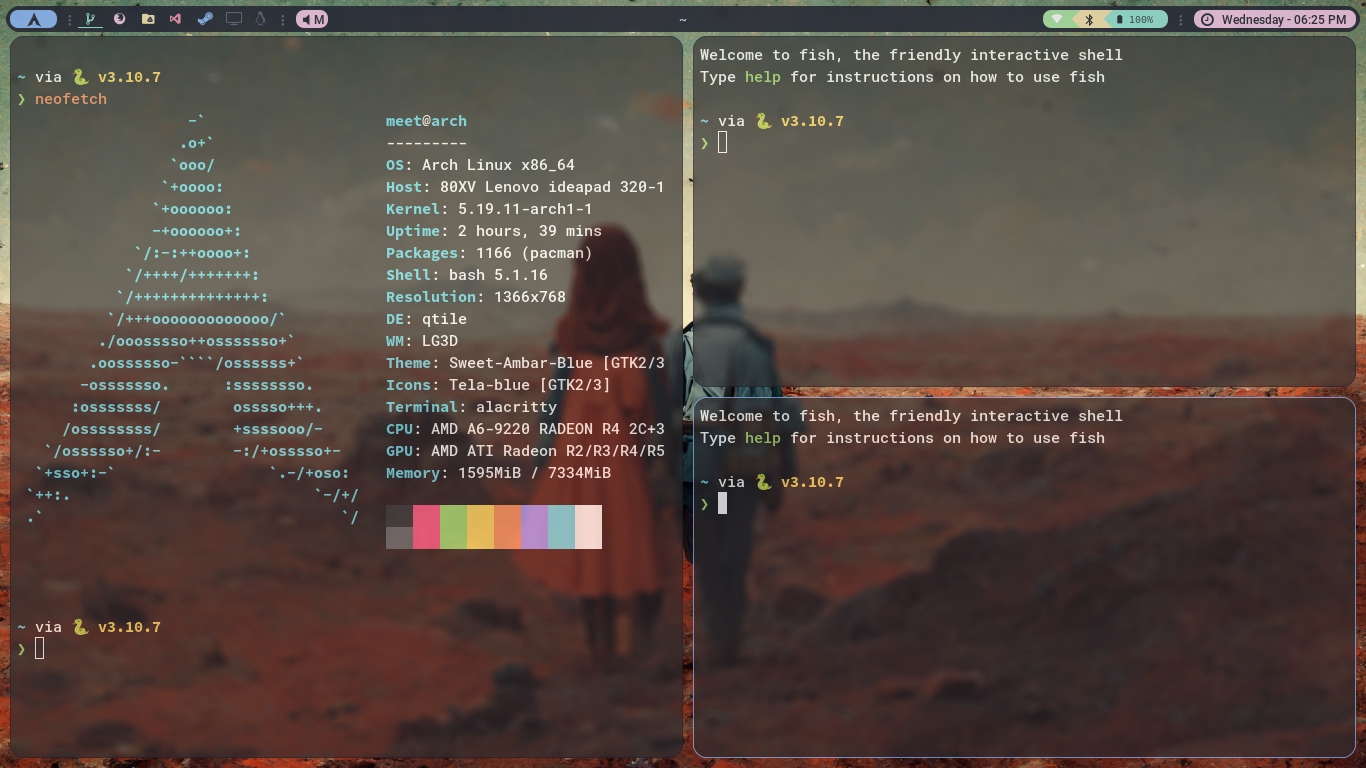 M
~
100%
Wednesday - 06:25 PM
~ via 🐍 v3.10.7
❯ neofetch
-`
.o+`
`ooo/
`+oooo:
`+oooooo:
-+oooooo+:
`/:-:++oooo+:
`/++++/+++++++:
`/++++++++++++++:
`/+++ooooooooooooo/`
./ooosssso++osssssso+`
.oossssso-````/ossssss+`
-osssssso.      :ssssssso.
:osssssss/        osssso+++.
/ossssssss/        +ssssooo/-
`/ossssso+/:-        -:/+osssso+-
`+sso+:-`                 `.-/+oso:
`++:.                           `-/+/
.`                                 `/
meet@arch
---------
OS: Arch Linux x86_64
Host: 80XV Lenovo ideapad 320-1
Kernel: 5.19.11-arch1-1
Uptime: 2 hours, 39 mins
Packages: 1166 (pacman)
Shell: bash 5.1.16
Resolution: 1366x768
DE: qtile
WM: LG3D
Theme: Sweet-Ambar-Blue [GTK2/3
Icons: Tela-blue [GTK2/3]
Terminal: alacritty
CPU: AMD A6-9220 RADEON R4 2C+3
GPU: AMD ATI Radeon R2/R3/R4/R5
Memory: 1595MiB / 7334MiB
~ via 🐍 v3.10.7
❯
Welcome to fish, the friendly interactive shell
Type help for instructions on how to use fish
~ via 🐍 v3.10.7
❯
Welcome to fish, the friendly interactive shell
Type help for instructions on how to use fish
~ via 🐍 v3.10.7
❯